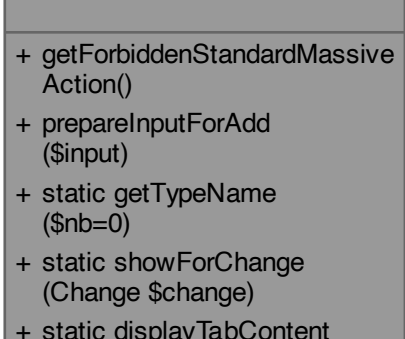 + getForbiddenStandardMassive
Action()
+ prepareInputForAdd
($input)
+ static getTypeName
($nb=0)
+ static showForChange
(Change $change)
+ static displayTabContent